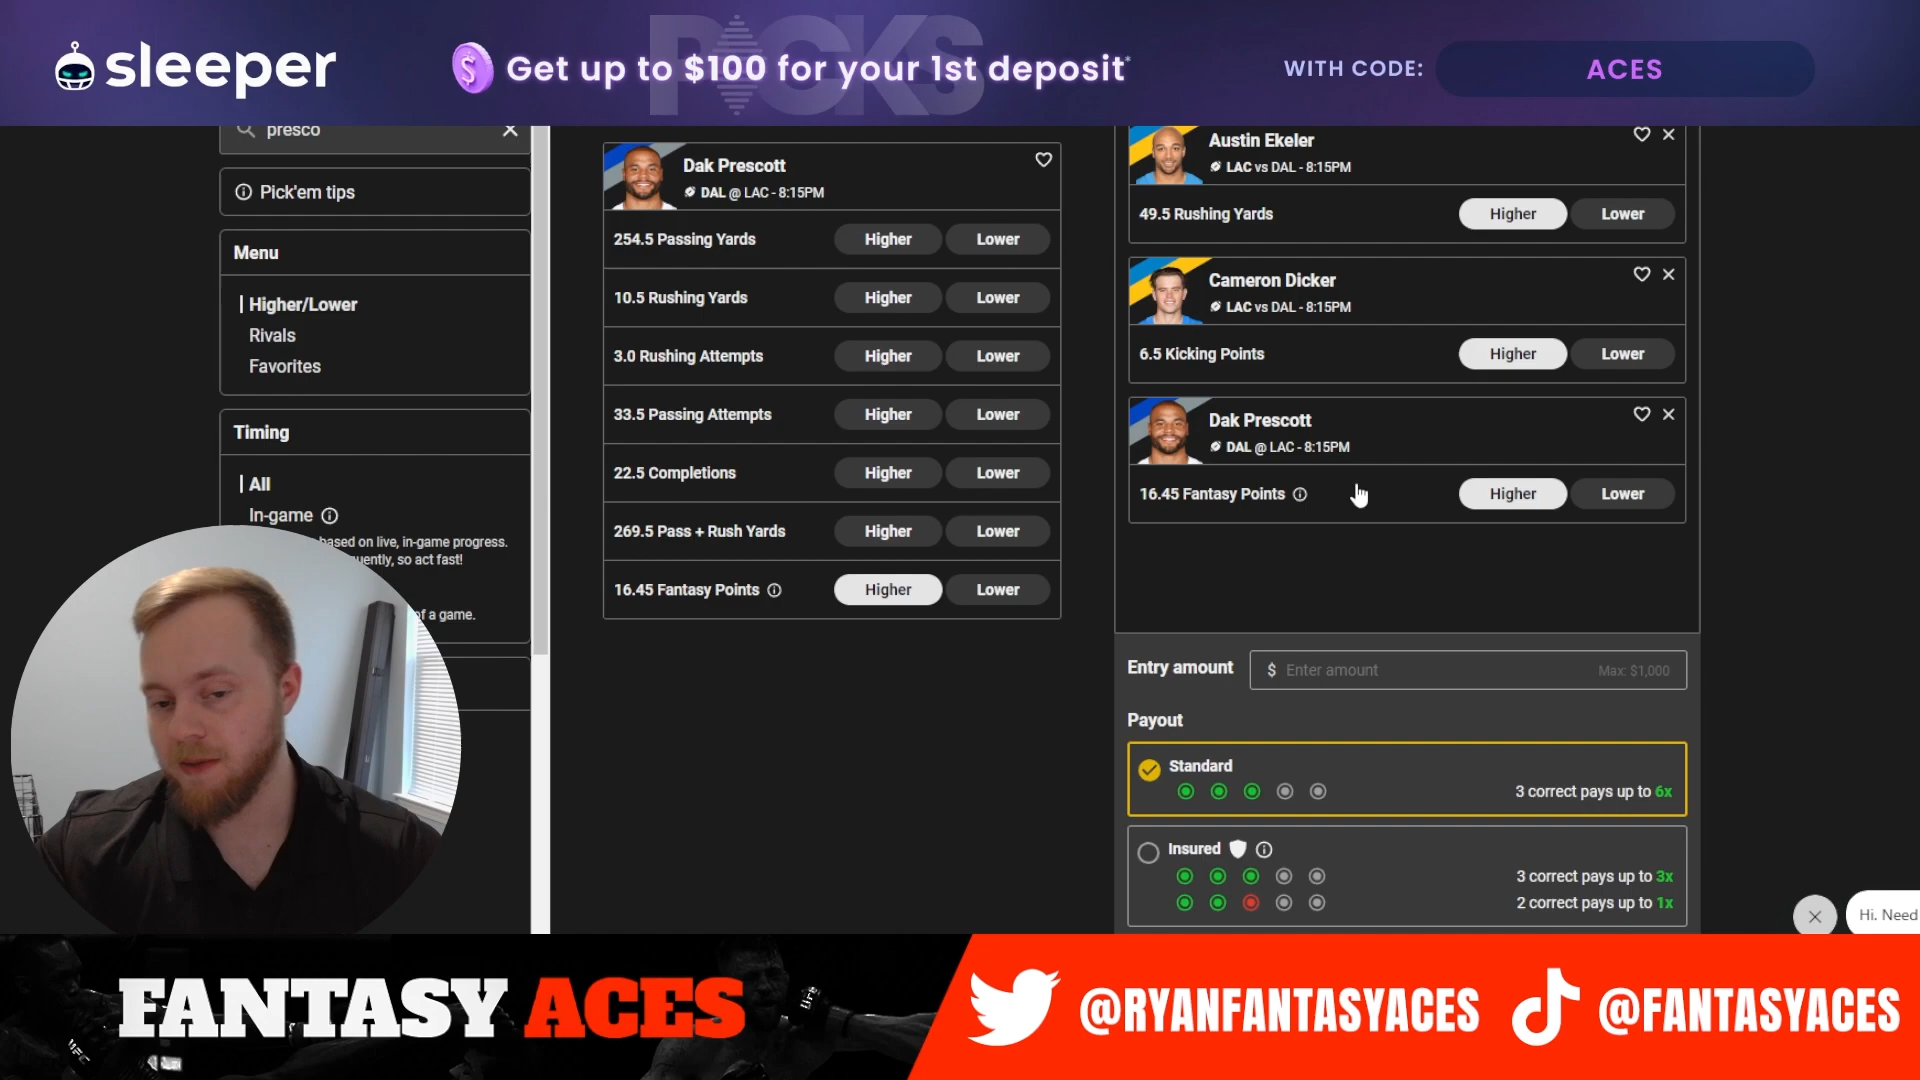 sleeper
PICKS
Get up to $100 for your 1st deposit*
WITH CODE:
ACES
presco
Pick'em tips
Menu
Higher/Lower
Rivals
Favorites
Timing
All
In-game
based on live, in-game progress.
uently, so act fast!
of a game.
Dak Prescott
DAL @ LAC - 8:15PM
254.5 Passing Yards Higher Lower
10.5 Rushing Yards Higher Lower
3.0 Rushing Attempts Higher Lower
33.5 Passing Attempts Higher Lower
22.5 Completions Higher Lower
269.5 Pass + Rush Yards Higher Lower
16.45 Fantasy Points Higher Lower
Austin Ekeler
LAC vs DAL - 8:15PM
49.5 Rushing Yards Higher Lower
Cameron Dicker
LAC vs DAL - 8:15PM
6.5 Kicking Points Higher Lower
Dak Prescott
DAL @ LAC - 8:15PM
16.45 Fantasy Points Higher Lower
Entry amount $ Enter amount Max: $1,000
Payout
Standard
3 correct pays up to 6x
Insured
3 correct pays up to 3x
2 correct pays up to 1x
Hi. Need
FANTASY ACES
UFC
UFC
@RYANFANTASYACES
@FANTASYACES